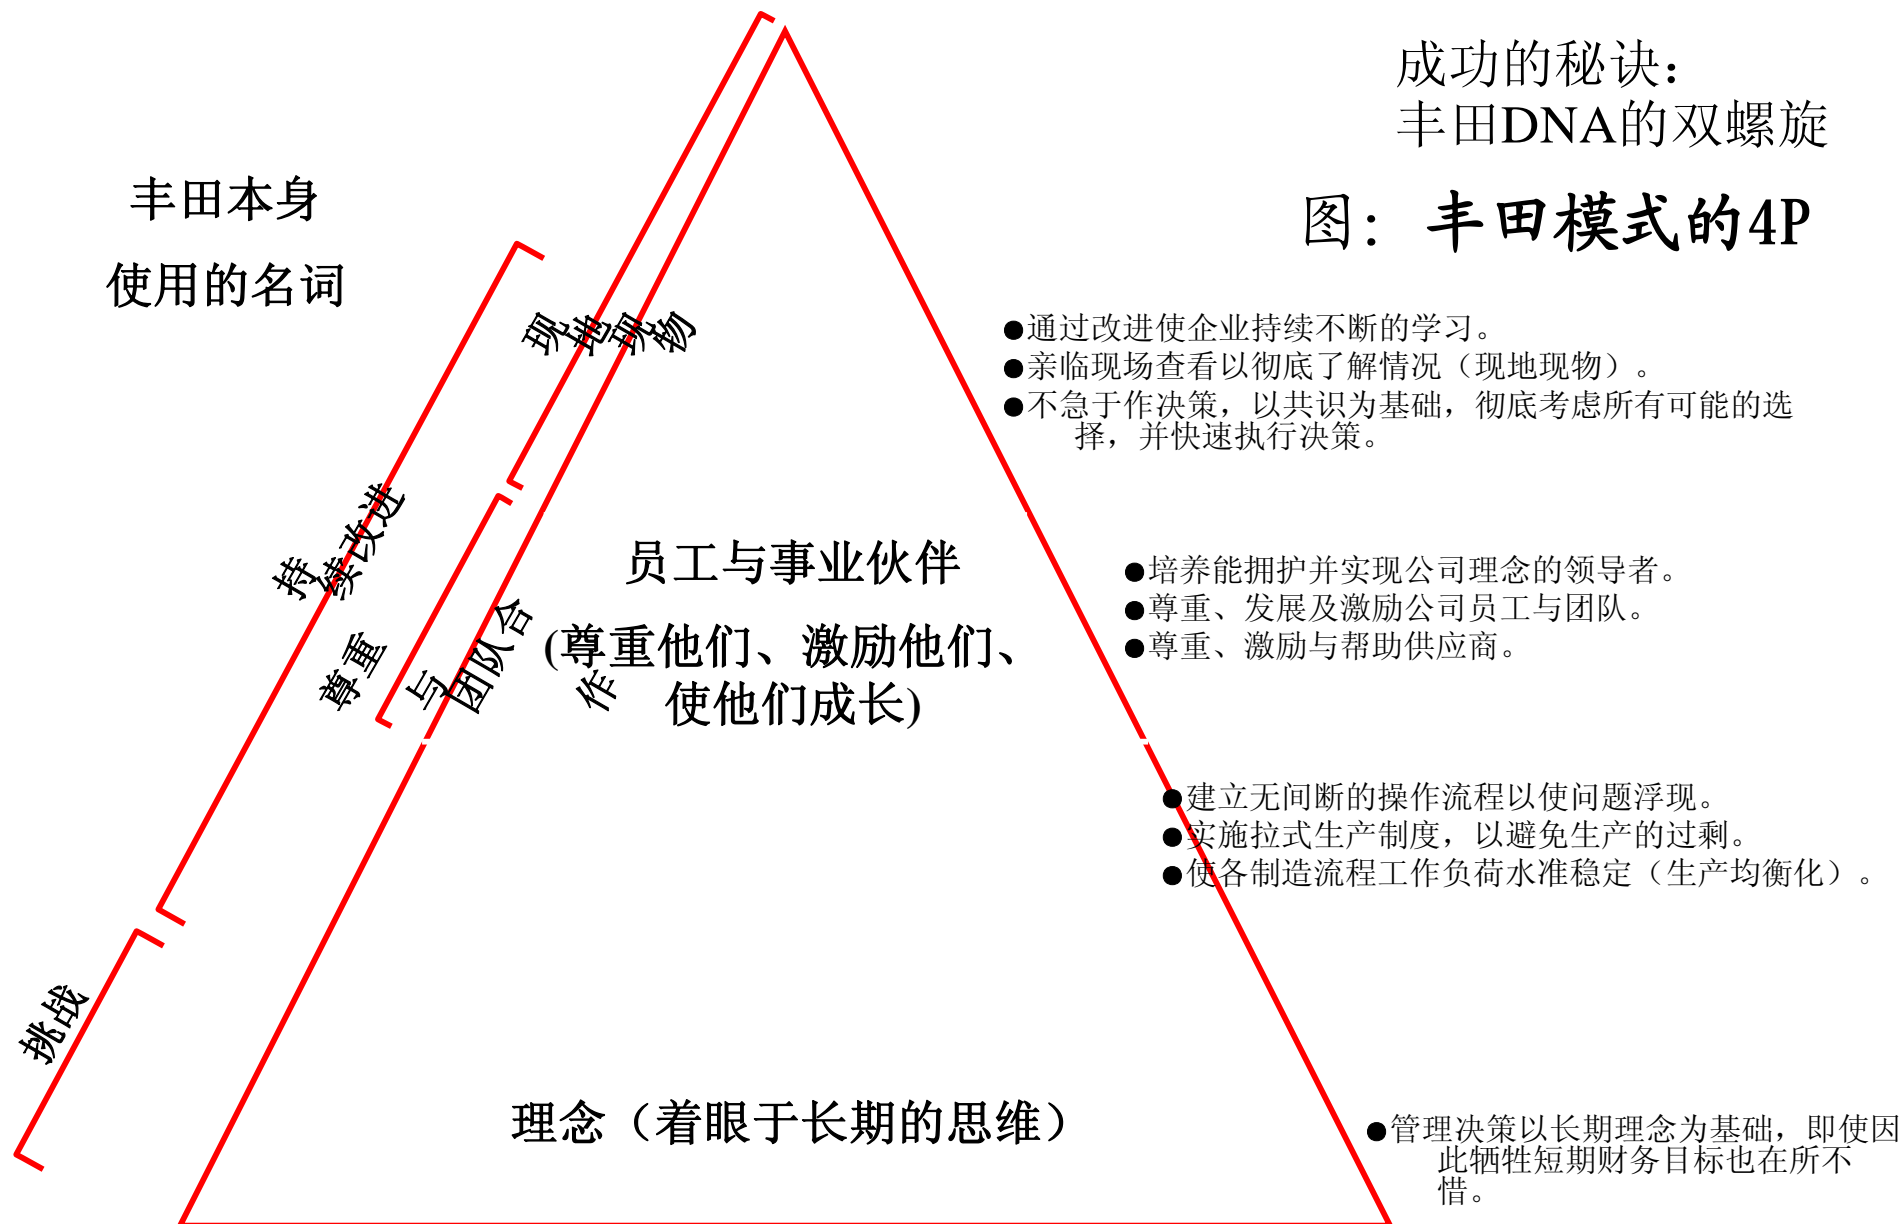 成功的秘诀：
丰田DNA的双螺旋
图： 丰田模式的4P
丰田本身
使用的名词
现地现物
●通过改进使企业持续不断的学习。
●亲临现场查看以彻底了解情况（现地现物）。
●不急于作决策，以共识为基础，彻底考虑所有可能的选
择，并快速执行决策。
持续改进
员工与事业伙伴
(尊重他们、激励他们、
使他们成长)
尊重与团队合作
●培养能拥护并实现公司理念的领导者。
●尊重、发展及激励公司员工与团队。
●尊重、激励与帮助供应商。
●建立无间断的操作流程以使问题浮现。
●实施拉式生产制度，以避免生产的过剩。
●使各制造流程工作负荷水准稳定（生产均衡化）。
挑战
理念（着眼于长期的思维）
●管理决策以长期理念为基础，即使因
此牺牲短期财务目标也在所不
惜。